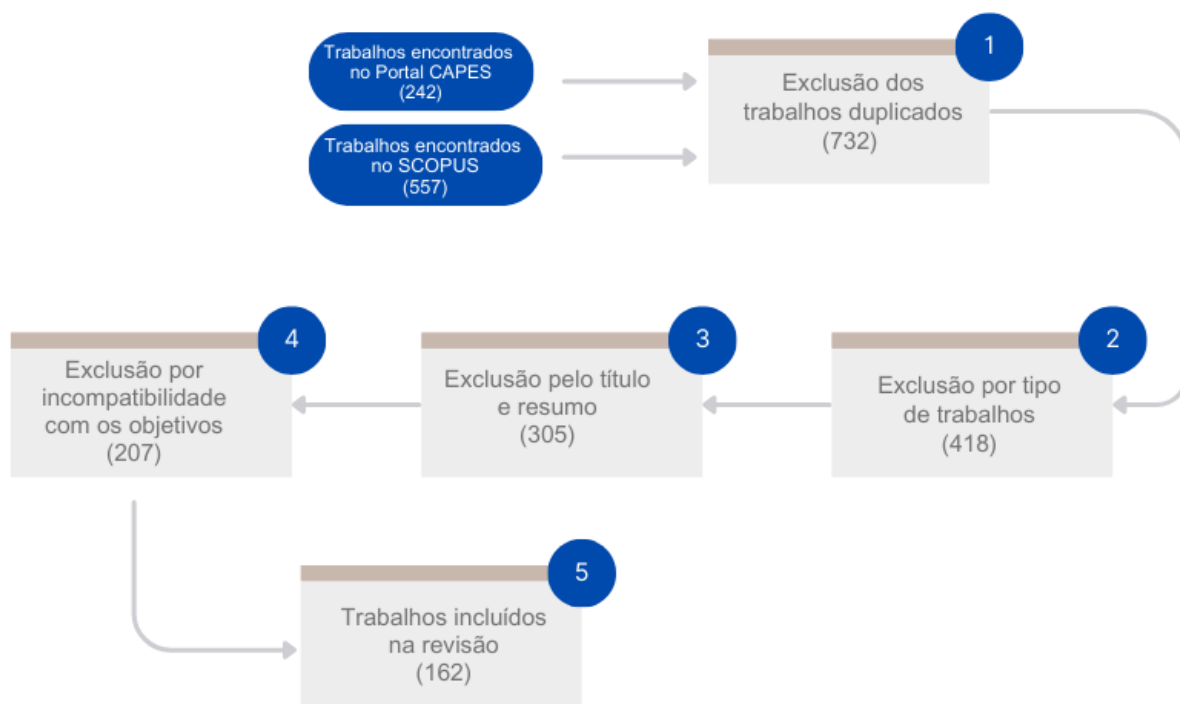 Trabalhos encontrados
no Portal CAPES
(242)
Trabalhos encontrados
no SCOPUS
(557)
1
Exclusão dos
trabalhos duplicados
(732)
2
Exclusão por tipo
de trabalhos
(418)
3
Exclusão pelo título
e resumo
(305)
4
Exclusão por
incompatibilidade
com os objetivos
(207)
5
Trabalhos incluídos
na revisão
(162)